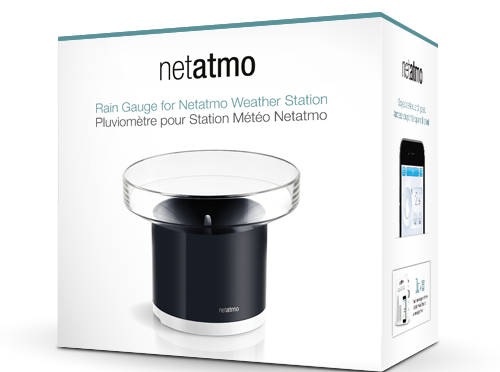 netatmo
Rain Gauge for Netatmo Weather Station
Pluviomètre pour Station Météo Netatmo
netatmo
netatmo